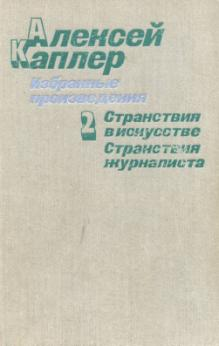 Алексей
Каплер
Избранные
произведения
2
Странствия
в искусстве
Странствия
журналиста